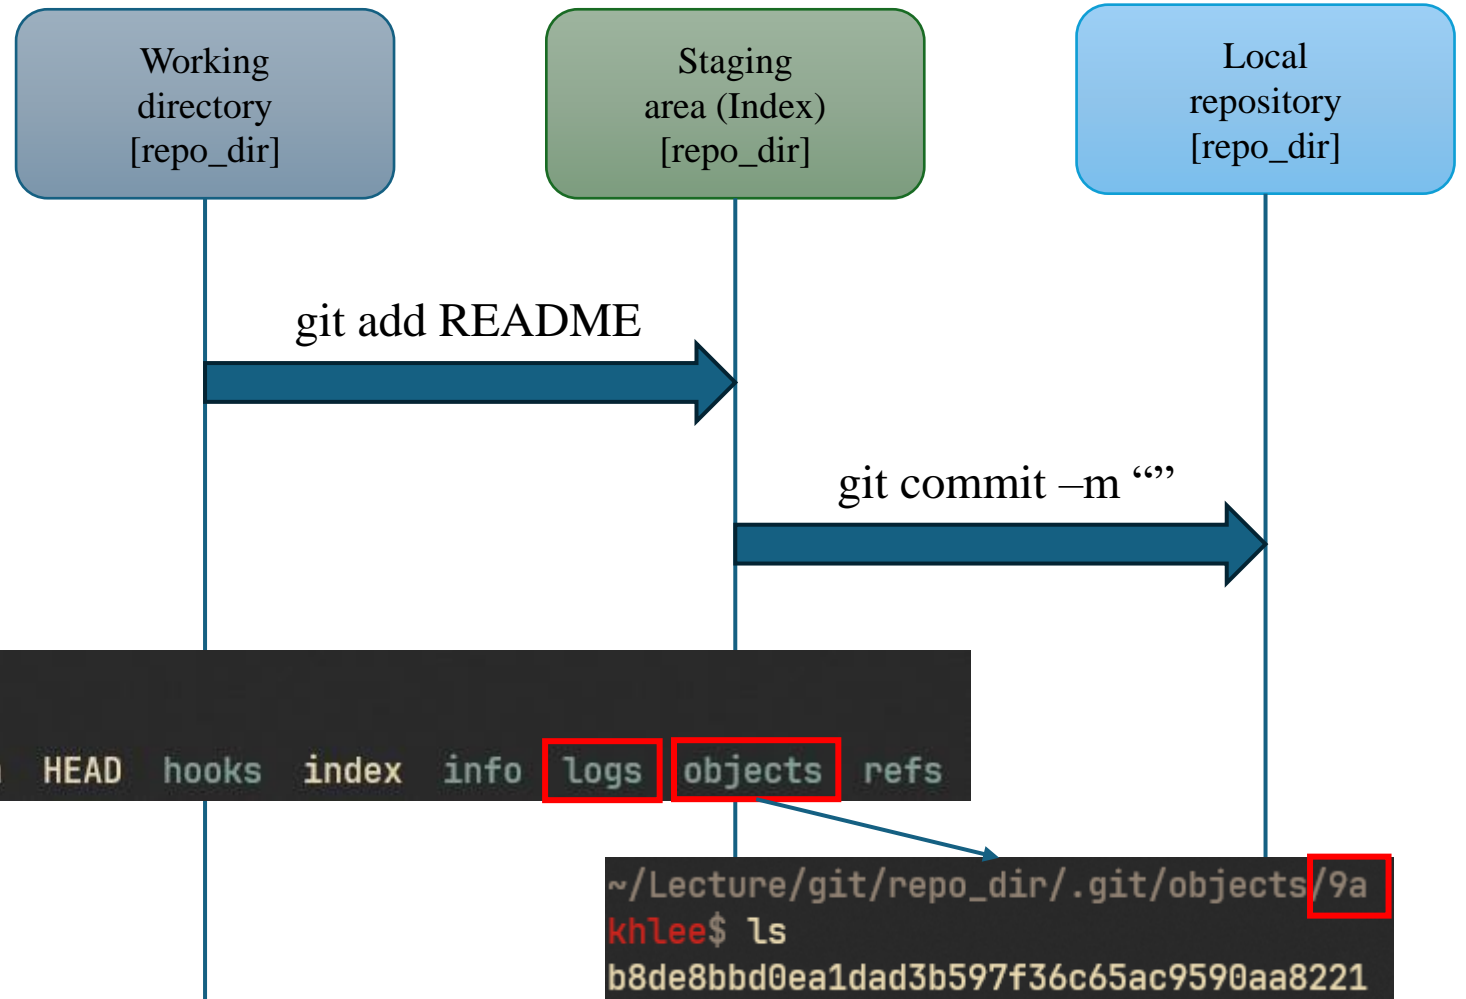 Working
directory
[repo_dir]
Staging
area (Index)
[repo_dir]
Local
repository
[repo_dir]
git add README
git commit –m “”
HEAD hooks index info logs objects refs
~/Lecture/git/repo_dir/.git/objects/9a
khlee$ ls
b8de8bbd0ea1dad3b597f36c65ac9590aa8221